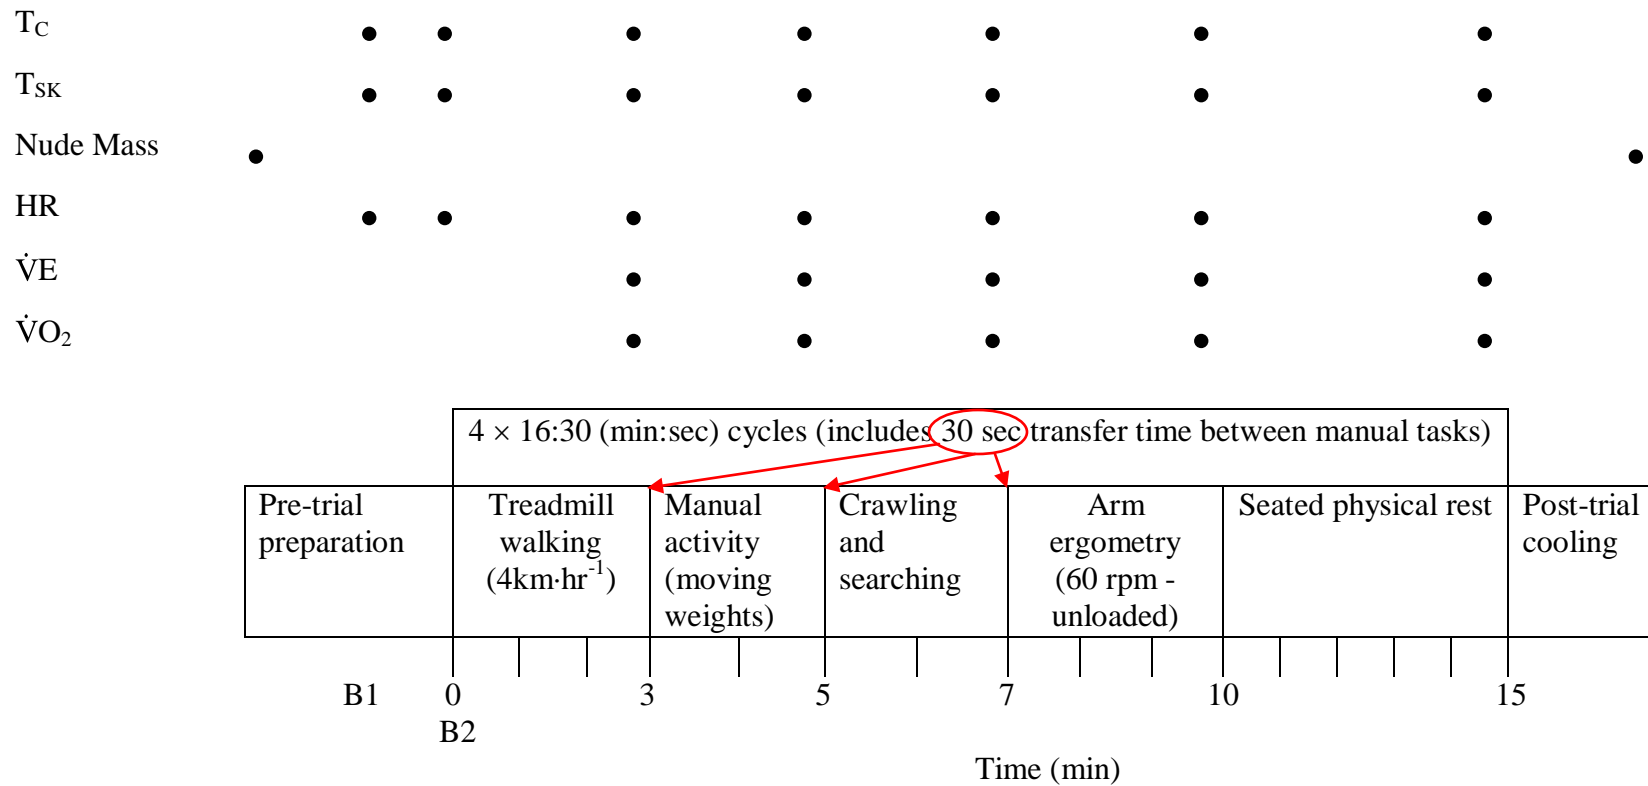 T_C
T_SK
Nude Mass
HR
V̇E
V̇O₂
4 × 16:30 (min:sec) cycles (includes 30 sec transfer time between manual tasks)
Pre-trial
preparation
Treadmill
walking
(4km·hr⁻¹)
Manual
activity
(moving
weights)
Crawling
and
searching
Arm
ergometry
(60 rpm -
unloaded)
Seated physical rest
Post-trial
cooling
B1 0 3 5 7 10 15
B2
Time (min)